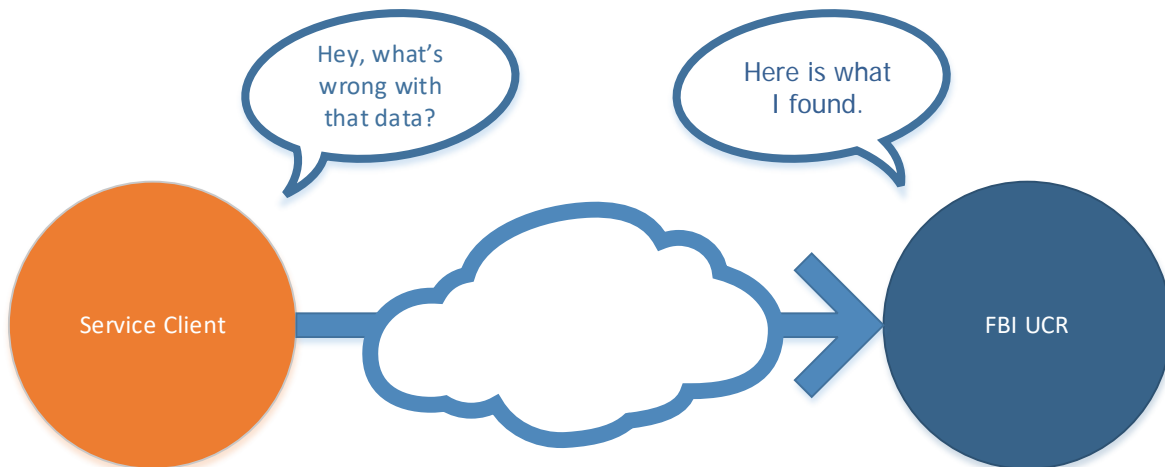 Hey, what’s
wrong with
that data?
Here is what
I found.
Service Client
FBI UCR